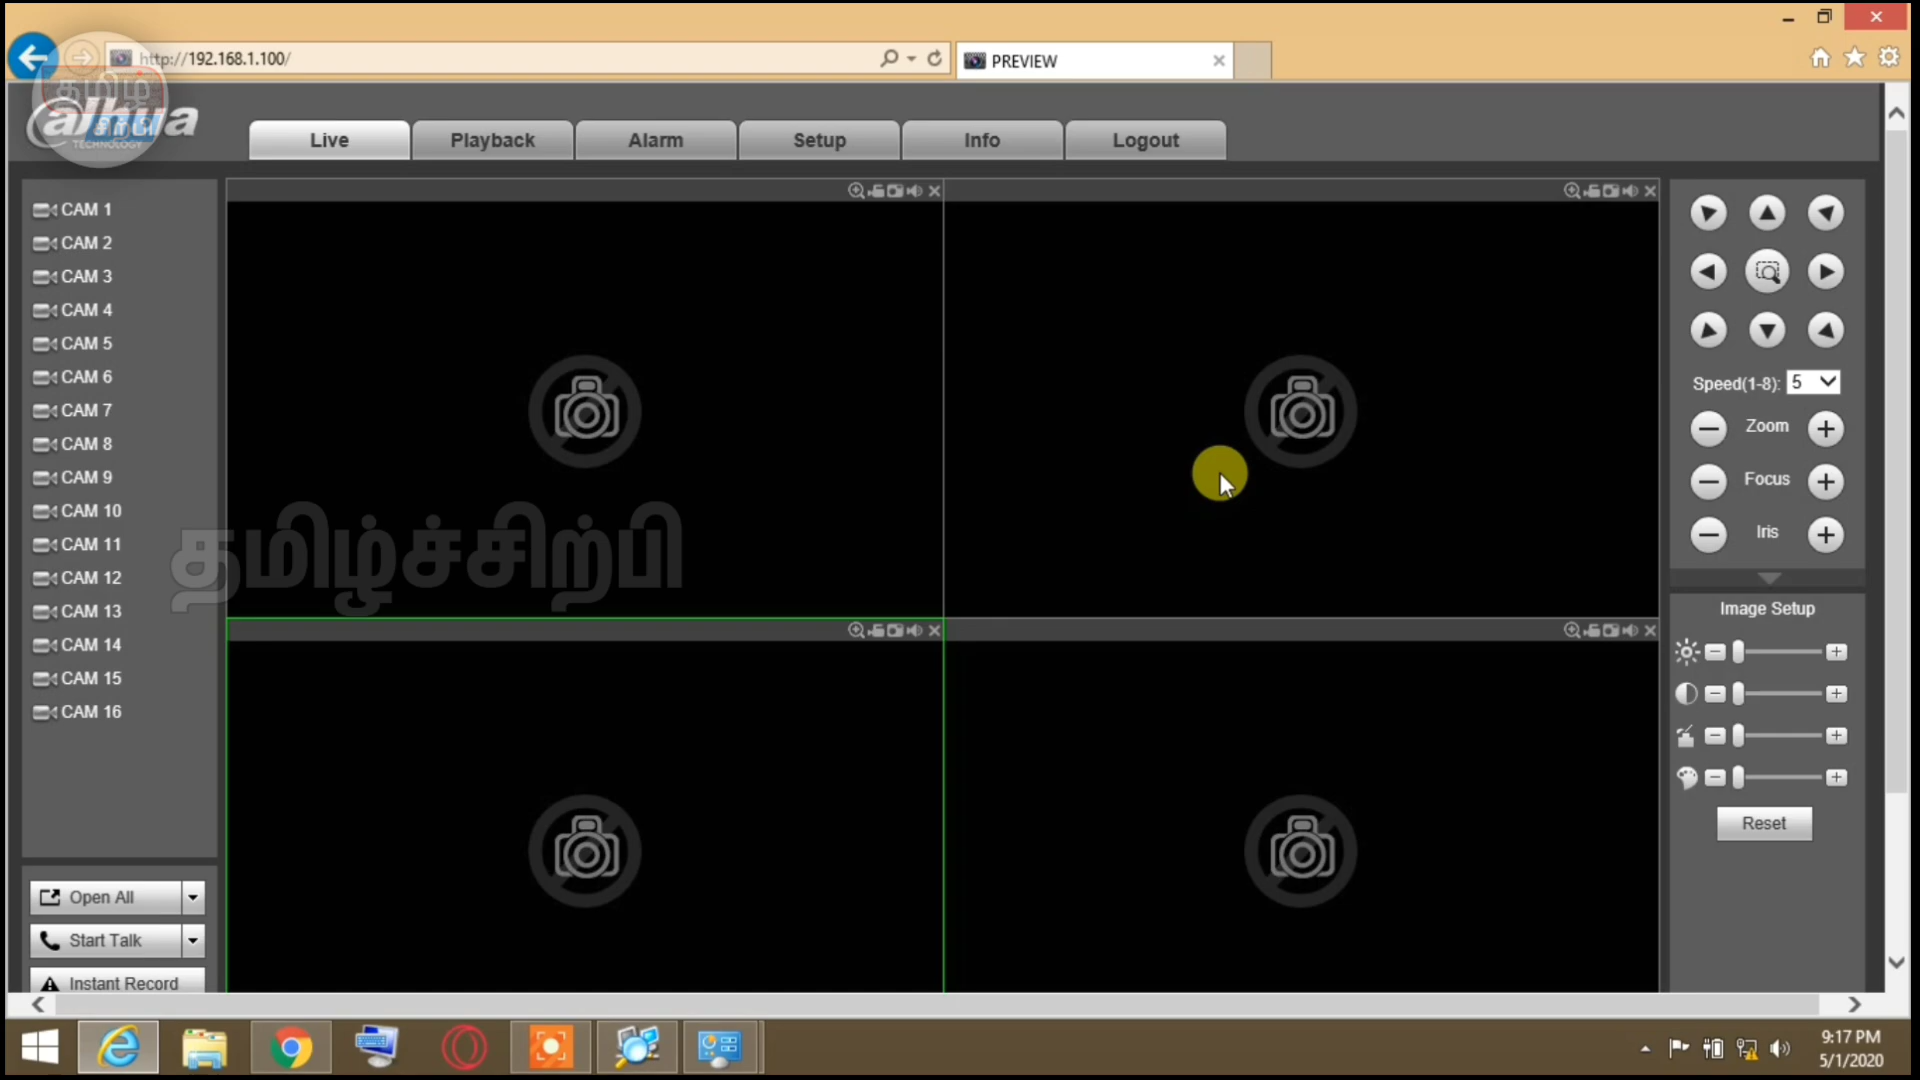 http://192.168.1.100/
PREVIEW
தமிழ்
சிற்பி
alhua
TECHNOLOGY
Live
Playback
Alarm
Setup
Info
Logout
CAM 1
CAM 2
CAM 3
CAM 4
CAM 5
CAM 6
CAM 7
CAM 8
CAM 9
CAM 10
CAM 11
CAM 12
CAM 13
CAM 14
CAM 15
CAM 16
தமிழ்ச்சிற்பி
Speed(1-8): 5
Zoom
Focus
Iris
Image Setup
Reset
Open All
Start Talk
Instant Record
9:17 PM
5/1/2020